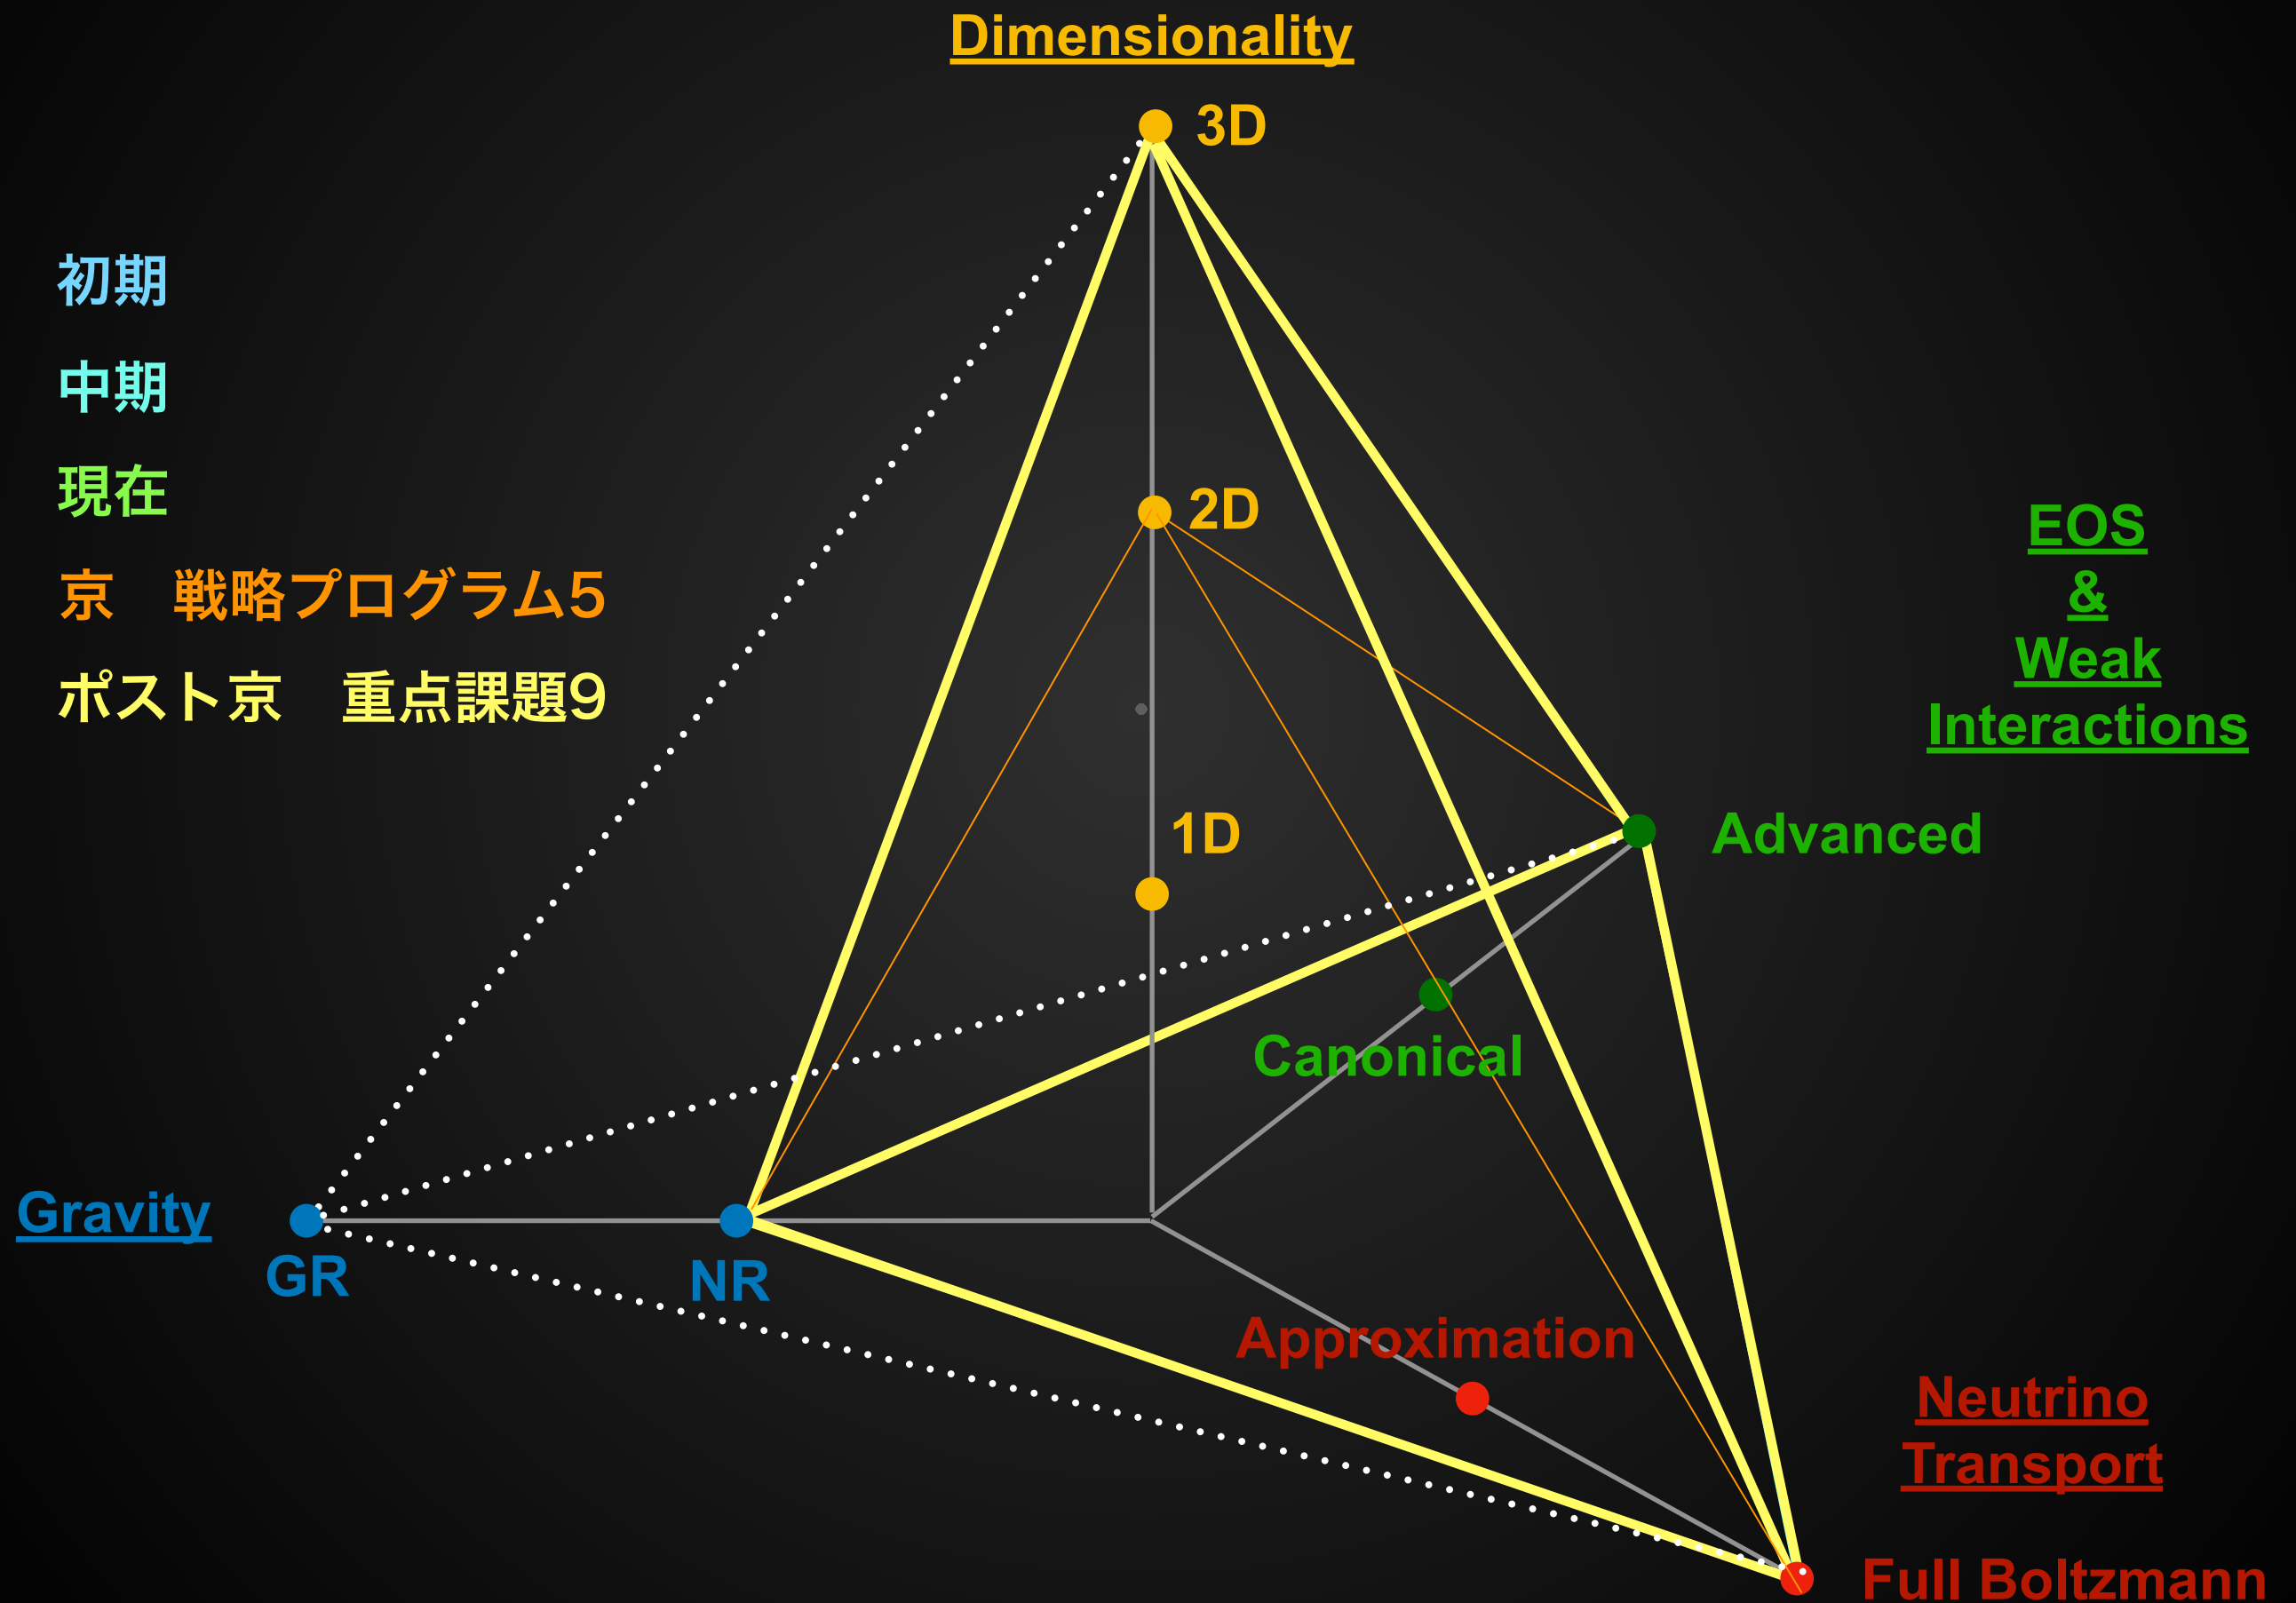 Dimensionality
3D
初期
中期
現在
京　戦略プログラム5
ポスト京　重点課題9
2D
1D
EOS
&
Weak
Interactions
Advanced
Canonical
Gravity
GR
NR
Approximation
Neutrino
Transport
Full Boltzmann